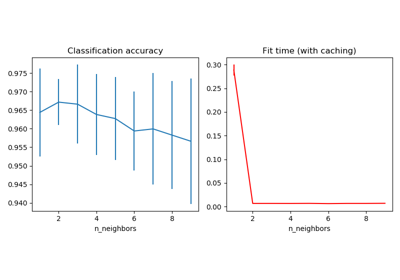 Classification accuracy
0.975
0.970
0.965
0.960
0.955
0.950
0.945
0.940
2 4 6 8
n_neighbors
Fit time (with caching)
0.30
0.25
0.20
0.15
0.10
0.05
0.00
2 4 6 8
n_neighbors